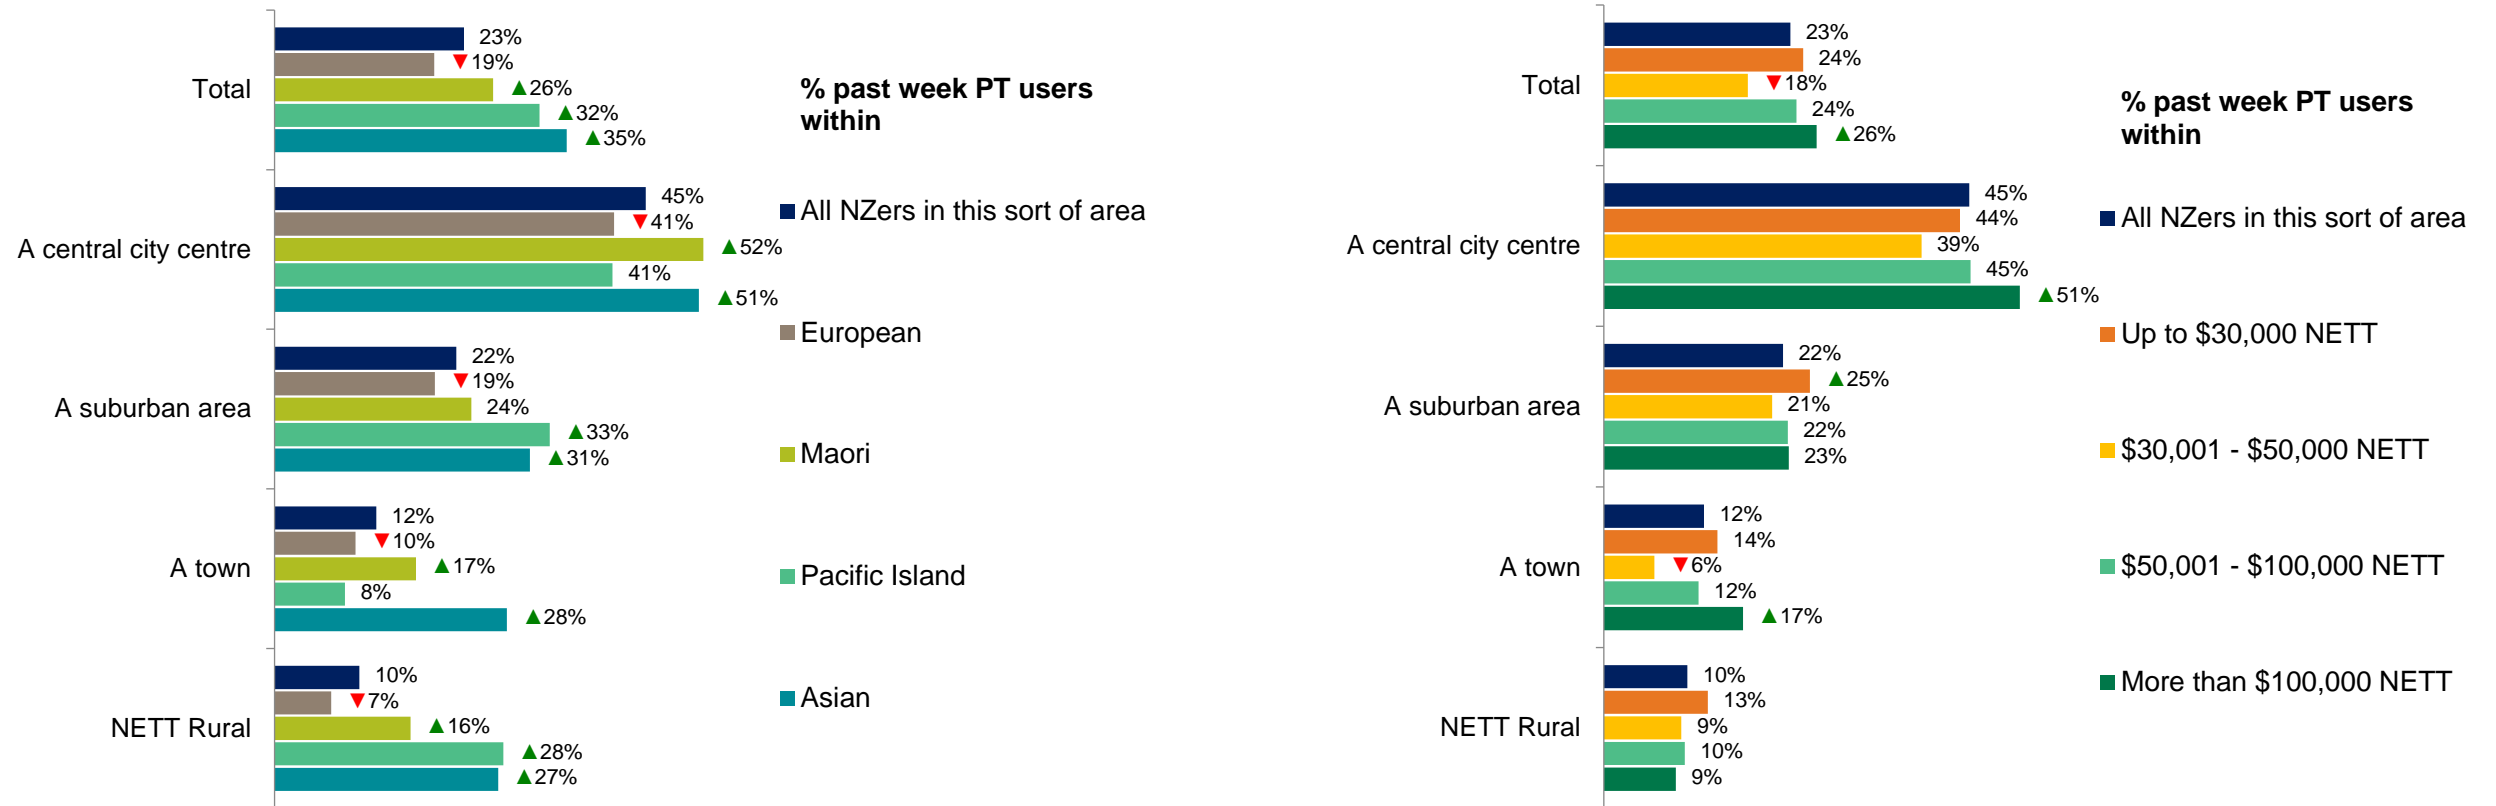 Total
23%
▼19%
▲26%
▲32%
▲35%
A central city centre
45%
▼41%
▲52%
41%
▲51%
A suburban area
22%
▼19%
24%
▲33%
▲31%
A town
12%
▼10%
▲17%
8%
▲28%
NETT Rural
10%
▼7%
▲16%
▲28%
▲27%
% past week PT users
within
All NZers in this sort of area
European
Maori
Pacific Island
Asian
Total
23%
24%
▼18%
24%
▲26%
A central city centre
45%
44%
39%
45%
▲51%
A suburban area
22%
▲25%
21%
22%
23%
A town
12%
14%
▼6%
12%
▲17%
NETT Rural
10%
13%
9%
10%
9%
% past week PT users
within
All NZers in this sort of area
Up to $30,000 NETT
$30,001 - $50,000 NETT
$50,001 - $100,000 NETT
More than $100,000 NETT